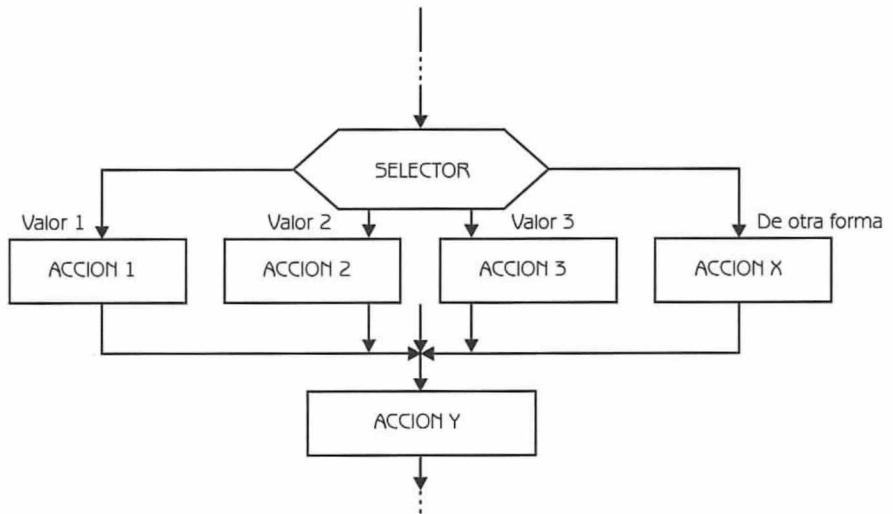 SELECTOR
Valor 1
Valor 2
Valor 3
De otra forma
ACCION 1
ACCION 2
ACCION 3
ACCION X
ACCION Y